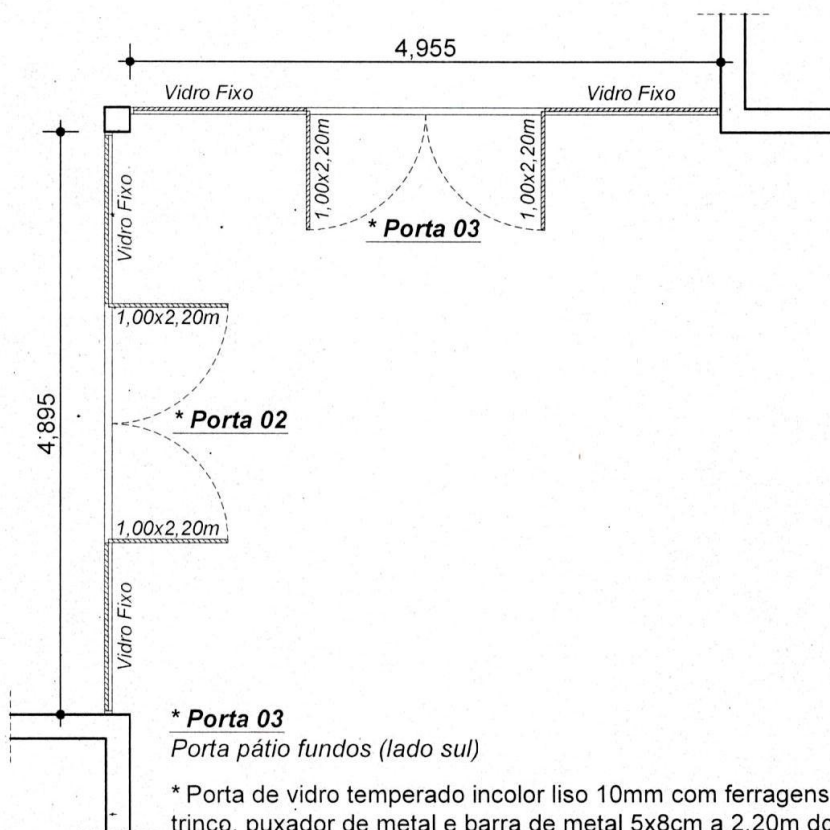 4,955
Vidro Fixo
Vidro Fixo
1,00x2,20m
1,00x2,20m
* Porta 03
Vidro Fixo
1,00x2,20m
* Porta 02
4,895
1,00x2,20m
Vidro Fixo
* Porta 03
Porta pátio fundos (lado sul)
* Porta de vidro temperado incolor liso 10mm com ferragens
trinco, puxador de metal e barra de metal 5x8cm a 2,20m do